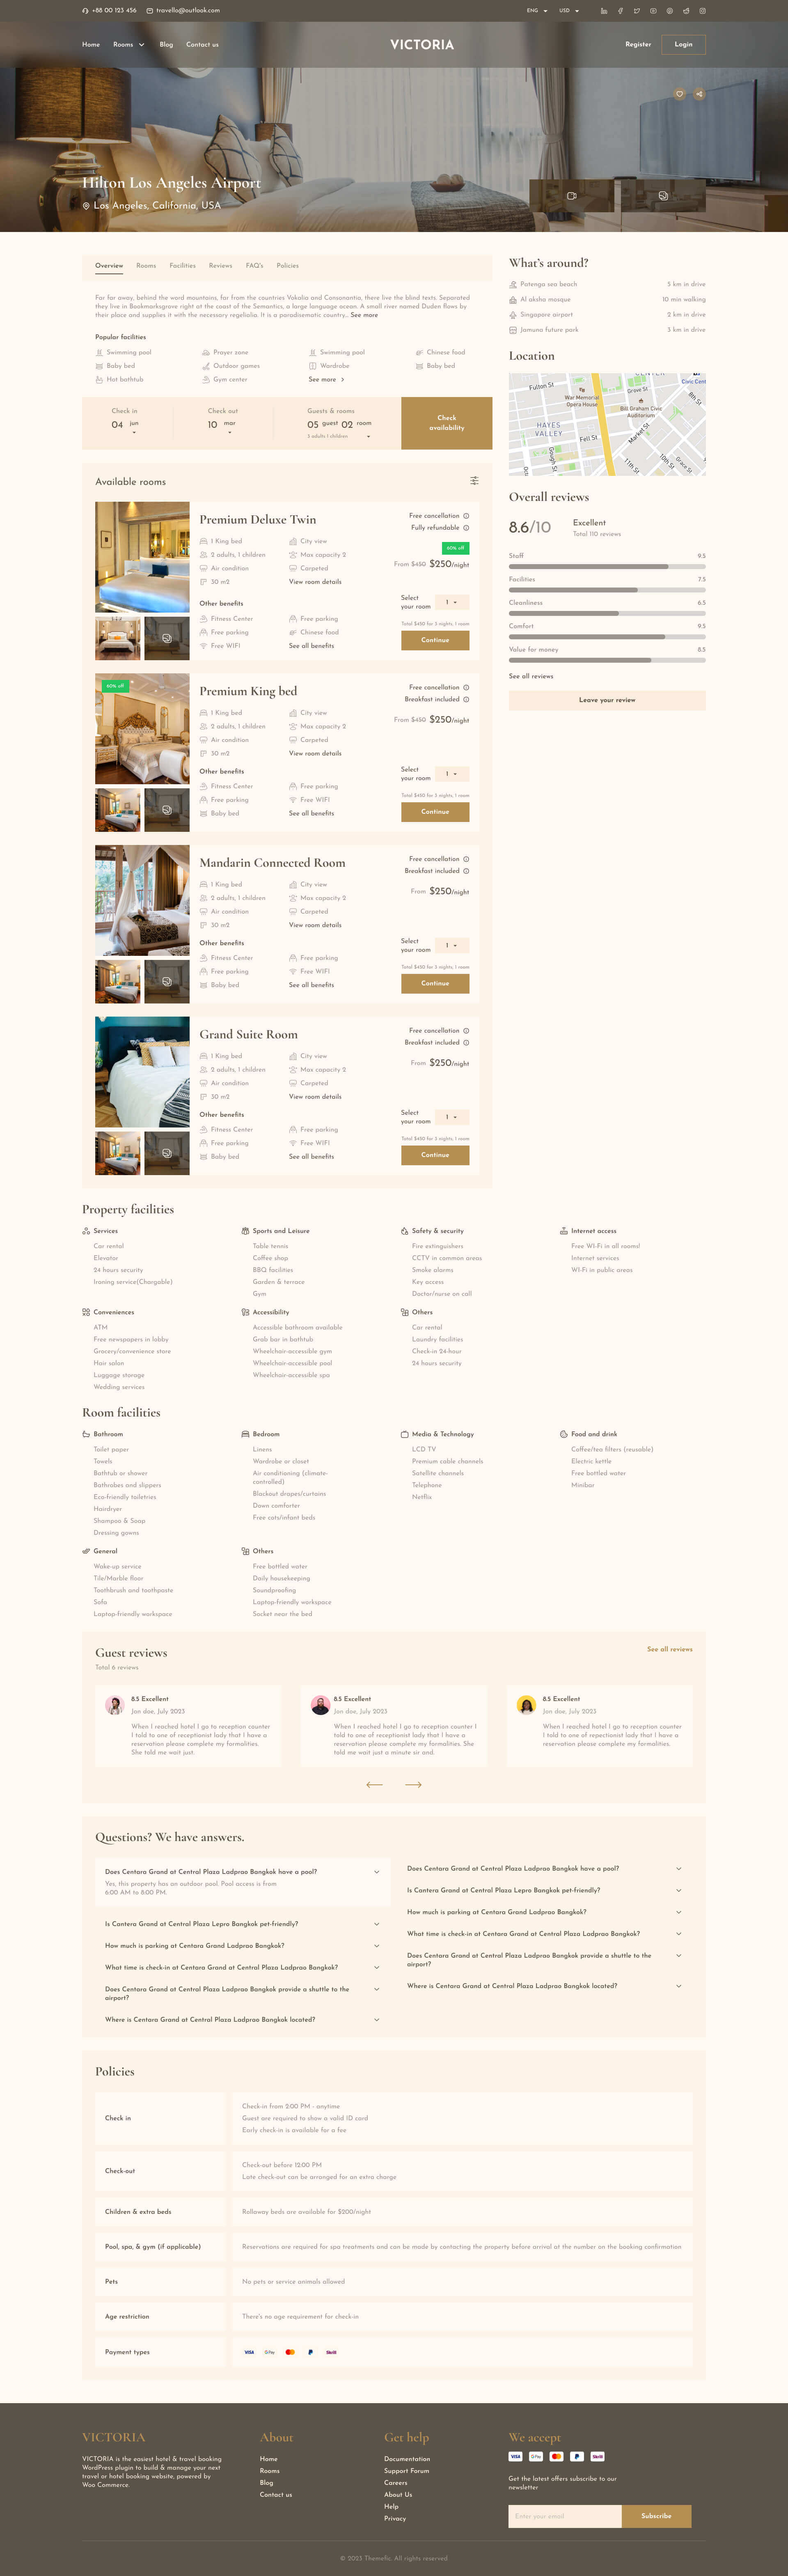 +88 00 123 456
travello@outlook.com
ENG
USD
Home
Rooms
Blog
Contact us
VICTORIA
Register
Login
Hilton Los Angeles Airport
Los Angeles, California, USA
Overview
Rooms
Facilities
Reviews
FAQ's
Policies
Far far away, behind the word mountains, far from the countries Vokalia and Consonantia, there live the blind texts. Separated
they live in Bookmarksgrove right at the coast of the Semantics, a large language ocean. A small river named Duden flows by
their place and supplies it with the necessary regelialia. It is a paradisematic country... See more
Popular facilities
Swimming pool
Prayer zone
Swimming pool
Chinese food
Baby bed
Outdoor games
Wardrobe
Baby bed
Hot bathtub
Gym center
See more
Check in
04 jun
Check out
10 mar
Guests & rooms
05 guest 02 room
Check
availability
Available rooms
Premium Deluxe Twin
1 King bed
City view
2 adults, 1 children
Max capacity 2
Air condition
Carpeted
30 m2
View room details
Other benefits
Fitness Center
Free parking
Free parking
Chinese food
Free WIFI
See all benefits
Free cancellation
Fully refundable
60% off
From $450 $250/night
Select
your room
1
Total $450 for 3 nights, 1 room
Continue
60% off
Premium King bed
1 King bed
City view
2 adults, 1 children
Max capacity 2
Air condition
Carpeted
30 m2
View room details
Other benefits
Fitness Center
Free parking
Free parking
Free WIFI
Baby bed
See all benefits
Free cancellation
Breakfast included
From $450 $250/night
Select
your room
1
Total $450 for 3 nights, 1 room
Continue
Mandarin Connected Room
1 King bed
City view
2 adults, 1 children
Max capacity 2
Air condition
Carpeted
30 m2
View room details
Other benefits
Fitness Center
Free parking
Free parking
Free WIFI
Baby bed
See all benefits
Free cancellation
Breakfast included
From $250/night
Select
your room
1
Total $450 for 3 nights, 1 room
Continue
Grand Suite Room
1 King bed
City view
2 adults, 1 children
Max capacity 2
Air condition
Carpeted
30 m2
View room details
Other benefits
Fitness Center
Free parking
Free parking
Free WIFI
Baby bed
See all benefits
Free cancellation
Breakfast included
From $250/night
Select
your room
1
Total $450 for 3 nights, 1 room
Continue
What's around?
Patenga sea beach
5 km in drive
Al aksha mosque
10 min walking
Singapore airport
2 km in drive
Jamuna future park
3 km in drive
Location
Fulton St
War Memorial
Opera House
Civic Cent
Bill Graham Civic
Auditorium
HAYES
VALLEY
Fell St
Market St
Gough St
11th St
10th St
Grace St
Overall reviews
8.6/10
Excellent
Total 110 reviews
Staff
9.5
Facilities
7.5
Cleanliness
6.5
Comfort
9.5
Value for money
8.5
See all reviews
Leave your review
Property facilities
Services
Car rental
Elevator
24 hours security
Ironing service(Chargable)
Sports and Leisure
Table tennis
Coffee shop
BBQ facilities
Garden & terrace
Gym
Safety & security
Fire extinguishers
CCTV in common areas
Smoke alarms
Key access
Doctor/nurse on call
Internet access
Free Wi-Fi in all rooms!
Internet services
Wi-Fi in public areas
Conveniences
ATM
Free newspapers in lobby
Grocery/convenience store
Hair salon
Luggage storage
Wedding services
Accessibility
Accessible bathroom available
Grab bar in bathtub
Wheelchair-accessible gym
Wheelchair-accessible pool
Wheelchair-accessible spa
Others
Car rental
Laundry facilities
Check-in 24-hour
24 hours security
Room facilities
Bathroom
Toilet paper
Towels
Bathtub or shower
Bathrobes and slippers
Eco-friendly toiletries
Hairdryer
Shampoo & Soap
Dressing gowns
Bedroom
Linens
Wardrobe or closet
Air conditioning (climate-
controlled)
Blackout drapes/curtains
Down comforter
Free cots/infant beds
Media & Technology
LCD TV
Premium cable channels
Satellite channels
Telephone
Netflix
Food and drink
Coffee/tea filters (reusable)
Electric kettle
Free bottled water
Minibar
General
Wake-up service
Tile/Marble floor
Toothbrush and toothpaste
Sofa
Laptop-friendly workspace
Others
Free bottled water
Daily housekeeping
Soundproofing
Laptop-friendly workspace
Socket near the bed
Guest reviews
Total 6 reviews
See all reviews
8.5 Excellent
Jon doe, July 2023
When I reached hotel I go to reception counter
I told to one of receptionist lady that I have a
reservation please complete my formalities.
She told me wait just.
8.5 Excellent
Jon doe, July 2023
When I reached hotel I go to reception counter I
told to one of receptionist lady that I have a
reservation please complete my formalities. She
told me wait just a minute sir and.
8.5 Excellent
Jon doe, July 2023
When I reached hotel I go to reception counter
I told to one of receptionist lady that I have a
reservation please complete my formalities.
Questions? We have answers.
Does Centara Grand at Central Plaza Ladprao Bangkok have a pool?
Yes, this property has an outdoor pool. Pool access is from
6:00 AM to 8:00 PM.
Is Cantera Grand at Central Plaza Lepro Bangkok pet-friendly?
How much is parking at Centara Grand Ladprao Bangkok?
What time is check-in at Centara Grand at Central Plaza Ladprao Bangkok?
Does Centara Grand at Central Plaza Ladprao Bangkok provide a shuttle to the
airport?
Where is Centara Grand at Central Plaza Ladprao Bangkok located?
Does Centara Grand at Central Plaza Ladprao Bangkok have a pool?
Is Cantera Grand at Central Plaza Lepro Bangkok pet-friendly?
How much is parking at Centara Grand Ladprao Bangkok?
What time is check-in at Centara Grand at Central Plaza Ladprao Bangkok?
Does Centara Grand at Central Plaza Ladprao Bangkok provide a shuttle to the
airport?
Where is Centara Grand at Central Plaza Ladprao Bangkok located?
Policies
Check in
Check-in from 2:00 PM - anytime
Guest are required to show a valid ID card
Early check-in is available for a fee
Check-out
Check-out before 12:00 PM
Late check-out can be arranged for an extra charge
Children & extra beds
Rollaway beds are available for $200/night
Pool, spa, & gym (if applicable)
Reservations are required for spa treatments and can be made by contacting the property before arrival at the number on the booking confirmation
Pets
No pets or service animals allowed
Age restriction
There's no age requirement for check-in
Payment types
VISA
G Pay
Skrill
VICTORIA
VICTORIA is the easiest hotel & travel booking
WordPress plugin to build & manage your next
travel or hotel booking website, powered by
Woo Commerce.
About
Home
Rooms
Blog
Contact us
Get help
Documentation
Support Forum
Careers
About Us
Help
Privacy
We accept
VISA
G Pay
Skrill
Get the latest offers subscribe to our
newsletter
Enter your email
Subscribe
© 2023 Themefic. All rights reserved